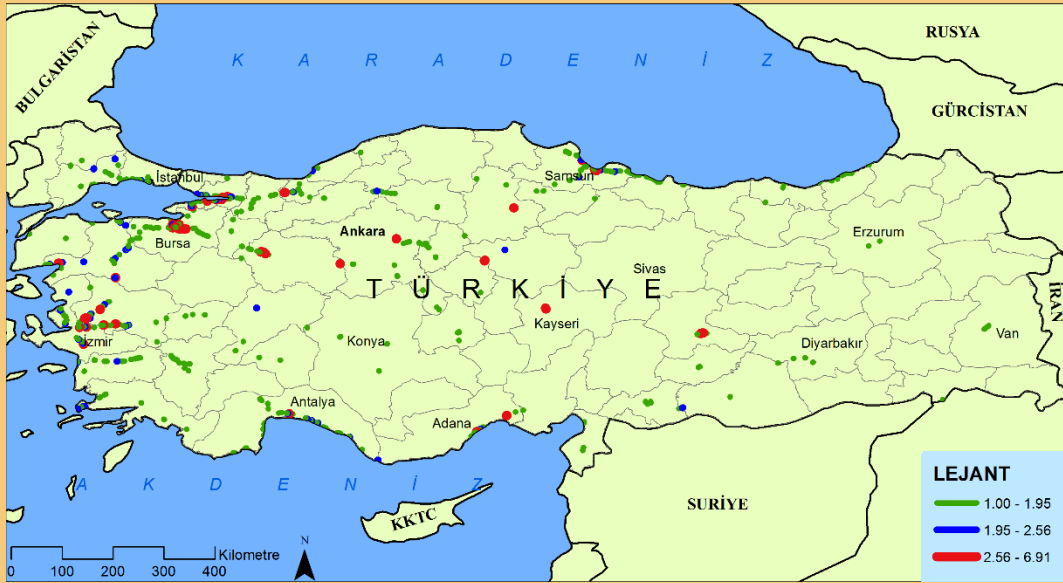 RUSYA
K A R A D E N İ Z
BULGARİSTAN
GÜRCİSTAN
İstanbul
Samsun
Bursa
Ankara
Erzurum
Sivas
T Ü R K İ Y E
İRAN
Kayseri
Van
İzmir
Konya
Diyarbakır
Antalya
Adana
A K D E N İ Z
LEJANT
SURİYE
1.00 - 1.95
KKTC
1.95 - 2.56
N
Kilometre
2.56 - 6.91
0 100 200 300 400